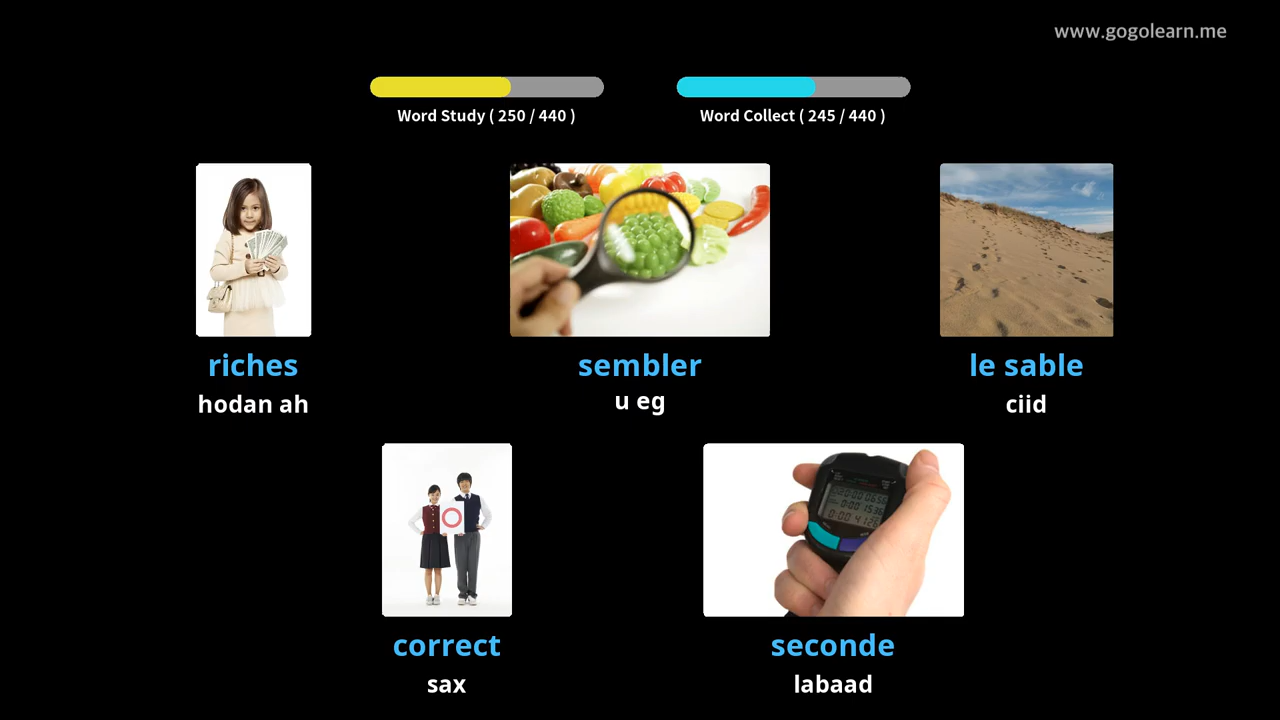 www.gogolearn.me
Word Study ( 250 / 440 )
Word Collect ( 245 / 440 )
riches
hodan ah
sembler
u eg
le sable
ciid
correct
sax
seconde
labaad